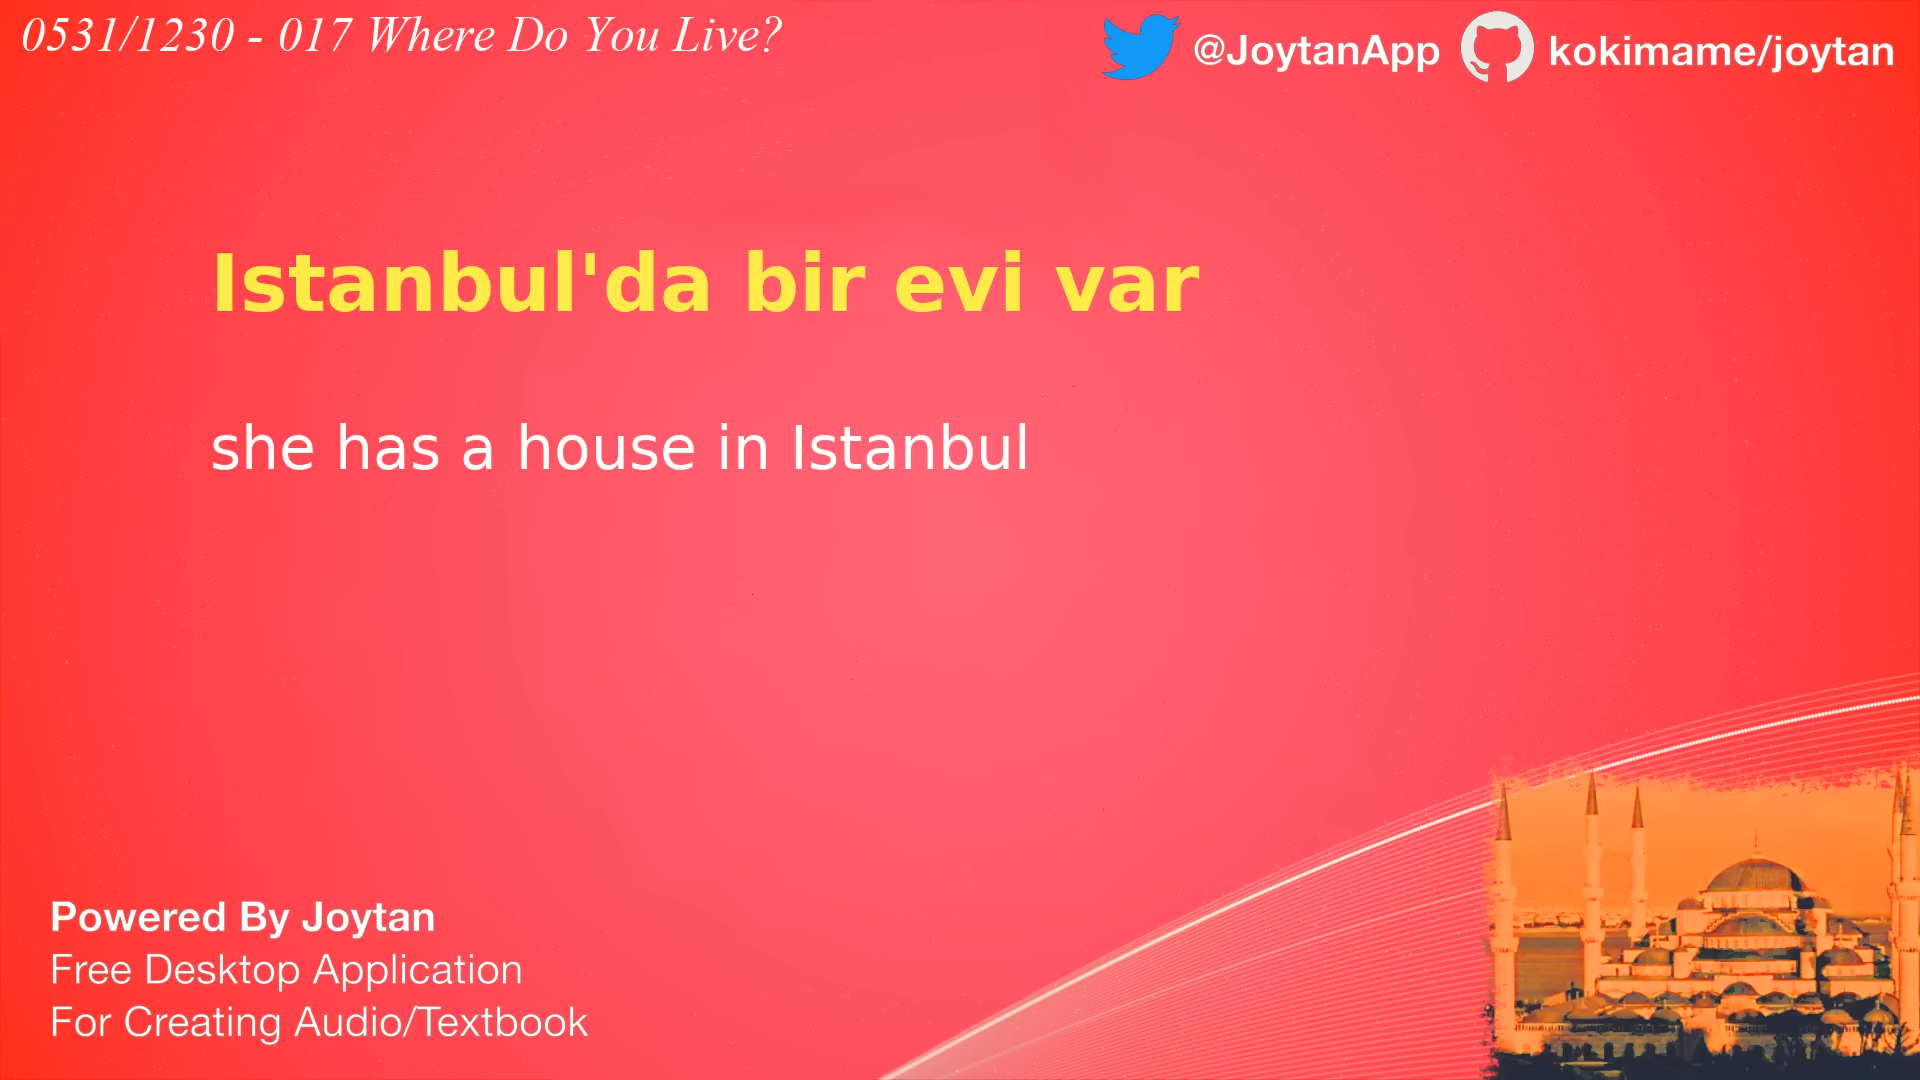 0531/1230 - 017 Where Do You Live?
@JoytanApp kokimame/joytan
Istanbul'da bir evi var
she has a house in Istanbul
Powered By Joytan
Free Desktop Application
For Creating Audio/Textbook